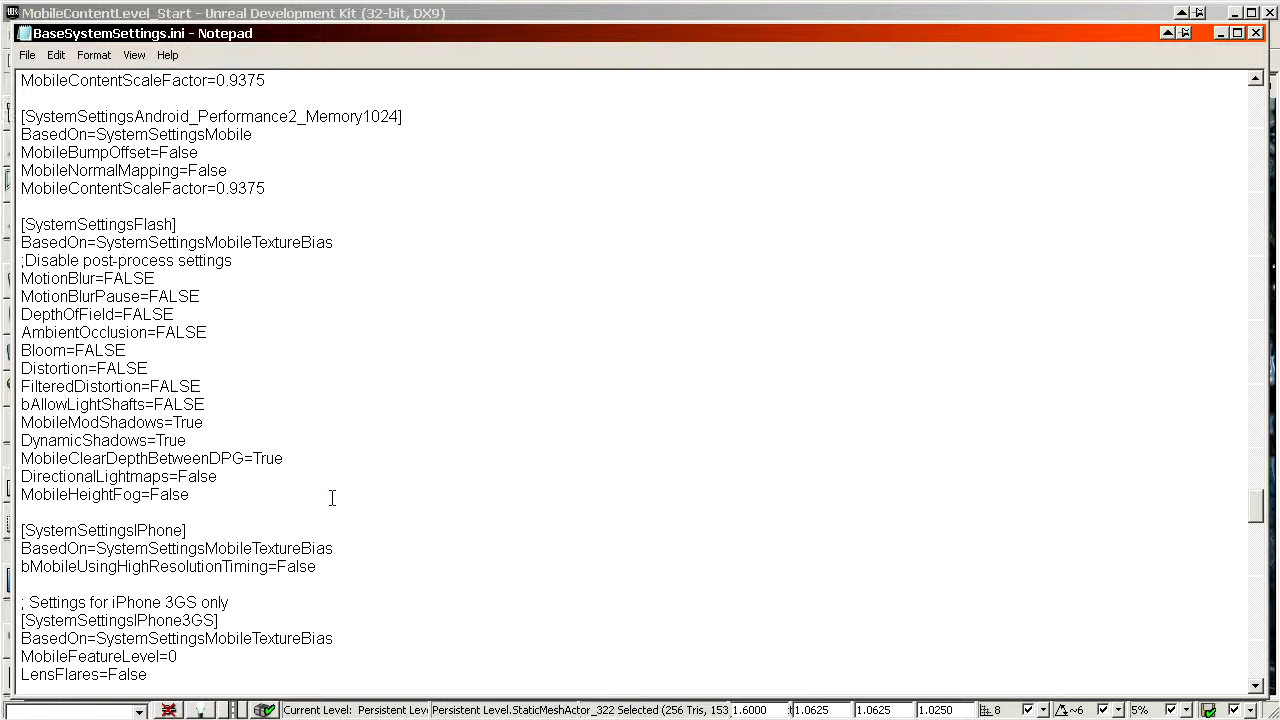 MobileContentLevel_Start - Unreal Development Kit (32-bit, DX9)
BaseSystemSettings.ini - Notepad
File Edit Format View Help
MobileContentScaleFactor=0.9375
[SystemSettingsAndroid_Performance2_Memory1024]
BasedOn=SystemSettingsMobile
MobileBumpOffset=False
MobileNormalMapping=False
MobileContentScaleFactor=0.9375
[SystemSettingsFlash]
BasedOn=SystemSettingsMobileTextureBias
;Disable post-process settings
MotionBlur=FALSE
MotionBlurPause=FALSE
DepthOfField=FALSE
AmbientOcclusion=FALSE
Bloom=FALSE
Distortion=FALSE
FilteredDistortion=FALSE
bAllowLightShafts=FALSE
MobileModShadows=True
DynamicShadows=True
MobileClearDepthBetweenDPG=True
DirectionalLightmaps=False
MobileHeightFog=False
[SystemSettingsIPhone]
BasedOn=SystemSettingsMobileTextureBias
bMobileUsingHighResolutionTiming=False
; Settings for iPhone 3GS only
[SystemSettingsIPhone3GS]
BasedOn=SystemSettingsMobileTextureBias
MobileFeatureLevel=0
LensFlares=False
Current Level: Persistent Leve Persistent Level.StaticMeshActor_322 Selected (256 Tris, 153 1.6000 1.0625 1.0625 1.0250 8 ~6 5%